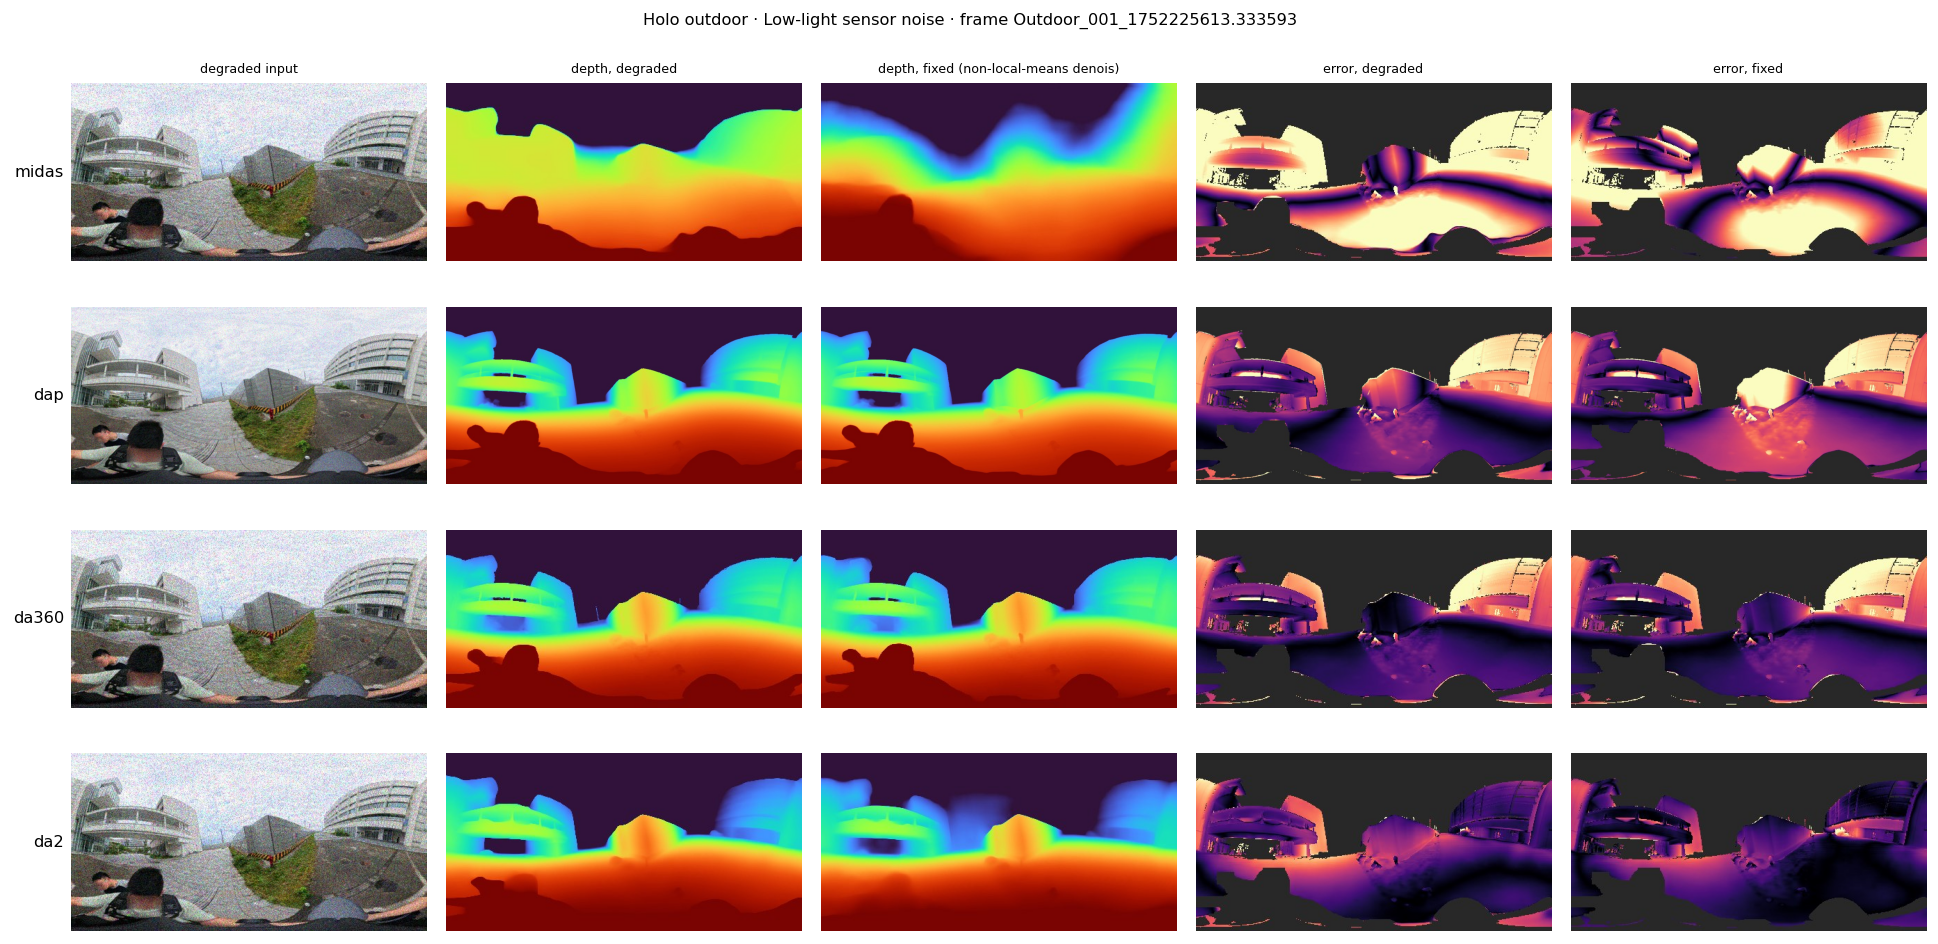 Holo outdoor · Low-light sensor noise · frame Outdoor_001_1752225613.333593
degraded input
depth, degraded
depth, fixed (non-local-means denois)
error, degraded
error, fixed
midas
dap
da360
da2